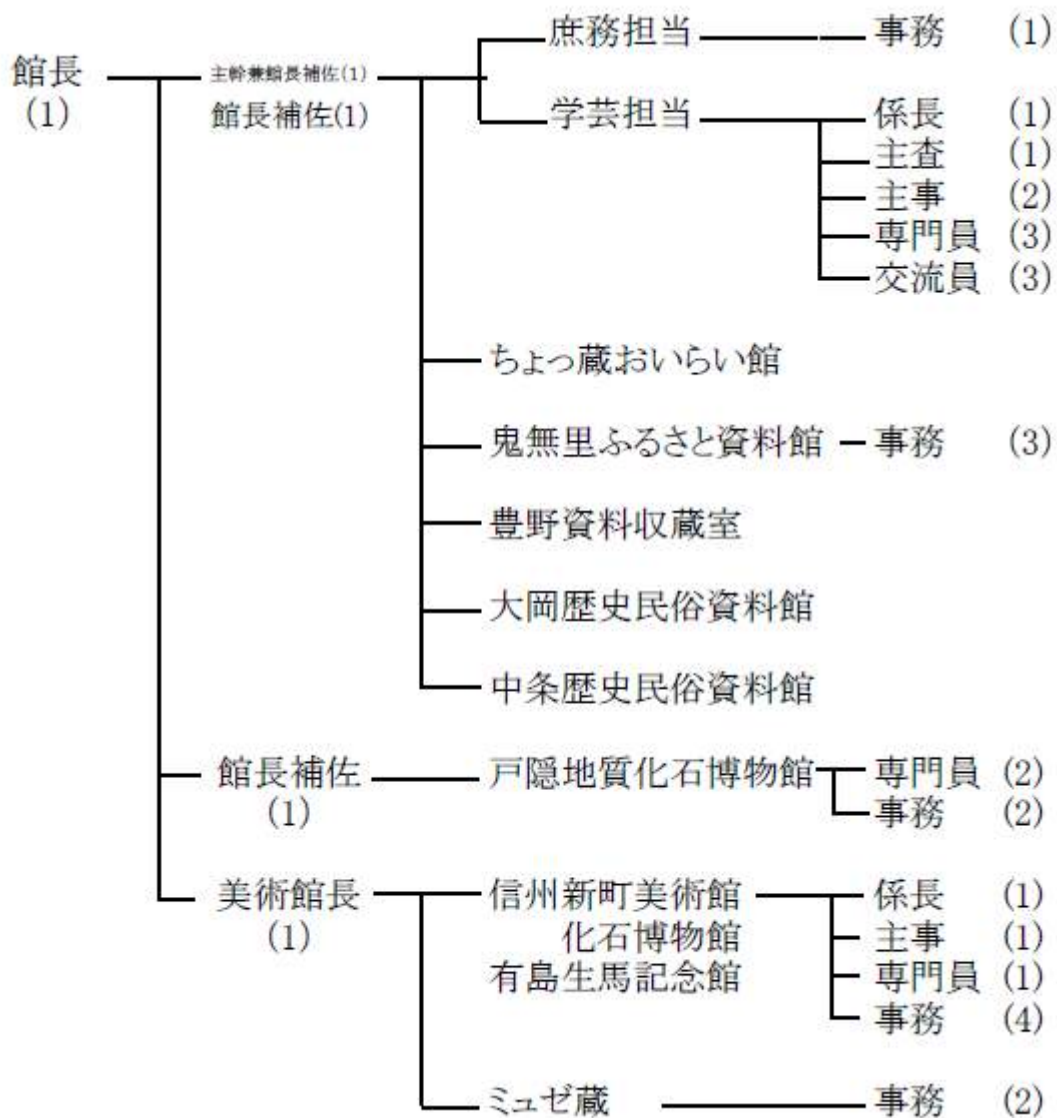 庶務担当 事務 (1)
館長 主幹兼館長補佐(1)
(1) 館長補佐(1) 学芸担当 係長 (1)
主査 (1)
主事 (2)
専門員 (3)
交流員 (3)
ちょっ蔵おいらい館
鬼無里ふるさと資料館 事務 (3)
豊野資料収蔵室
大岡歴史民俗資料館
中条歴史民俗資料館
館長補佐 戸隠地質化石博物館 専門員 (2)
(1) 事務 (2)
美術館長 信州新町美術館 係長 (1)
(1) 化石博物館 主事 (1)
有島生馬記念館 専門員 (1)
事務 (4)
ミュゼ蔵 事務 (2)